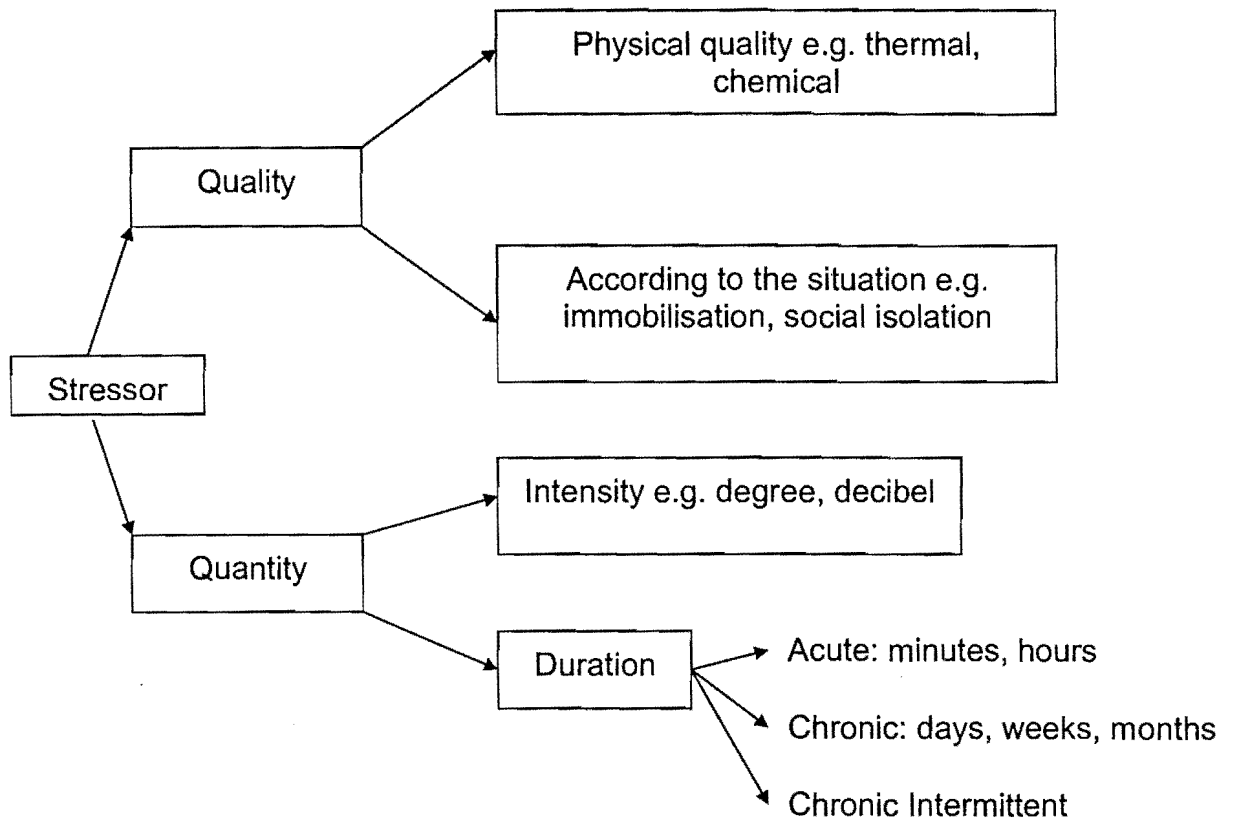 Physical quality e.g. thermal,
chemical
Quality
According to the situation e.g.
immobilisation, social isolation
Stressor
Intensity e.g. degree, decibel
Quantity
Duration
Acute: minutes, hours
Chronic: days, weeks, months
Chronic Intermittent